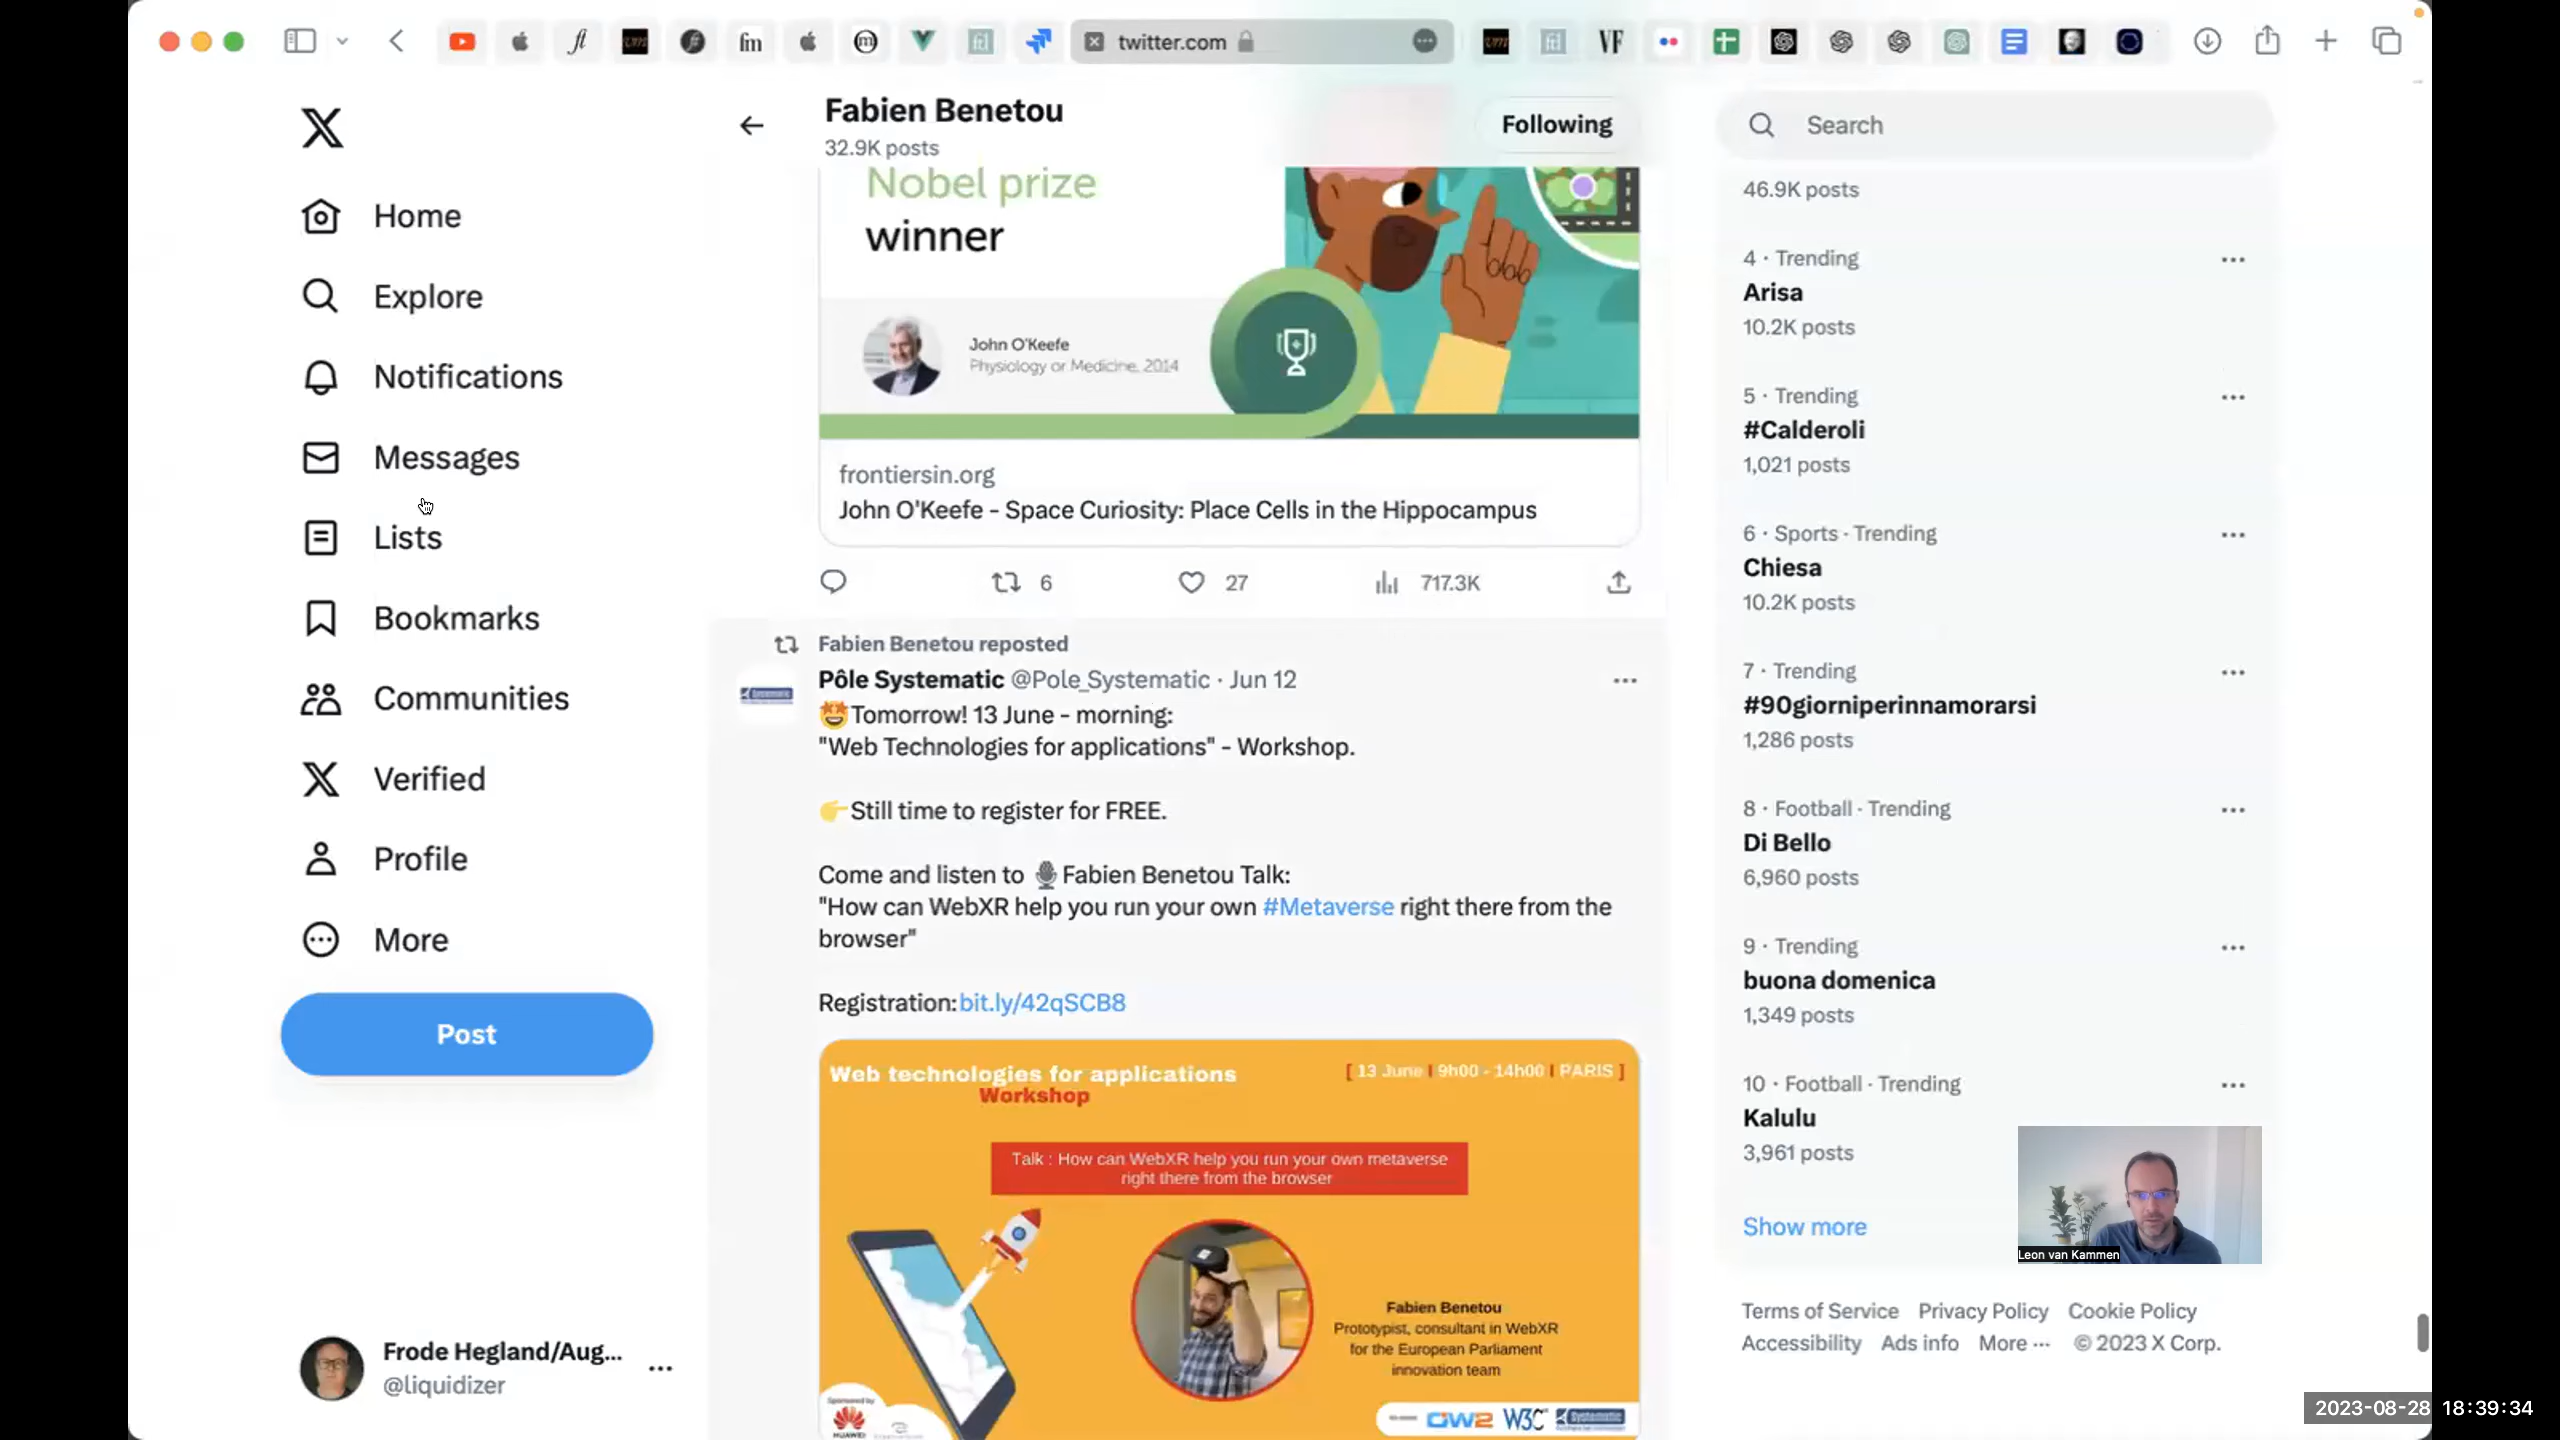 twitter.com
X
Home
Explore
Notifications
Messages
Lists
Bookmarks
Communities
Verified
Profile
More
Post
Frode Hegland/Aug...
@liquidizer
Fabien Benetou
32.9K posts
Following
Nobel prize
winner
John O'Keefe
Physiology or Medicine, 2014
frontiersin.org
John O'Keefe - Space Curiosity: Place Cells in the Hippocampus
6 27 717.3K
Fabien Benetou reposted
Pôle Systematic @Pole_Systematic · Jun 12
🤩Tomorrow! 13 June - morning:
"Web Technologies for applications" - Workshop.
👉Still time to register for FREE.
Come and listen to 🎙Fabien Benetou Talk:
"How can WebXR help you run your own #Metaverse right there from the
browser"
Registration: bit.ly/42qSCB8
Web technologies for applications
Workshop
[ 13 June I 9h00 - 14h00 I PARIS ]
Talk : How can WebXR help you run your own metaverse
right there from the browser
Fabien Benetou
Prototypist, consultant in WebXR
for the European Parliament
innovation team
Sponsored by
HUAWEI
OW2 W3C
Search
46.9K posts
4 · Trending
Arisa
10.2K posts
5 · Trending
#Calderoli
1,021 posts
6 · Sports · Trending
Chiesa
10.2K posts
7 · Trending
#90giorniperinnamorarsi
1,286 posts
8 · Football · Trending
Di Bello
6,960 posts
9 · Trending
buona domenica
1,349 posts
10 · Football · Trending
Kalulu
3,961 posts
Show more
Leon van Kammen
Terms of Service Privacy Policy Cookie Policy
Accessibility Ads info More ··· © 2023 X Corp.
2023-08-28 18:39:34